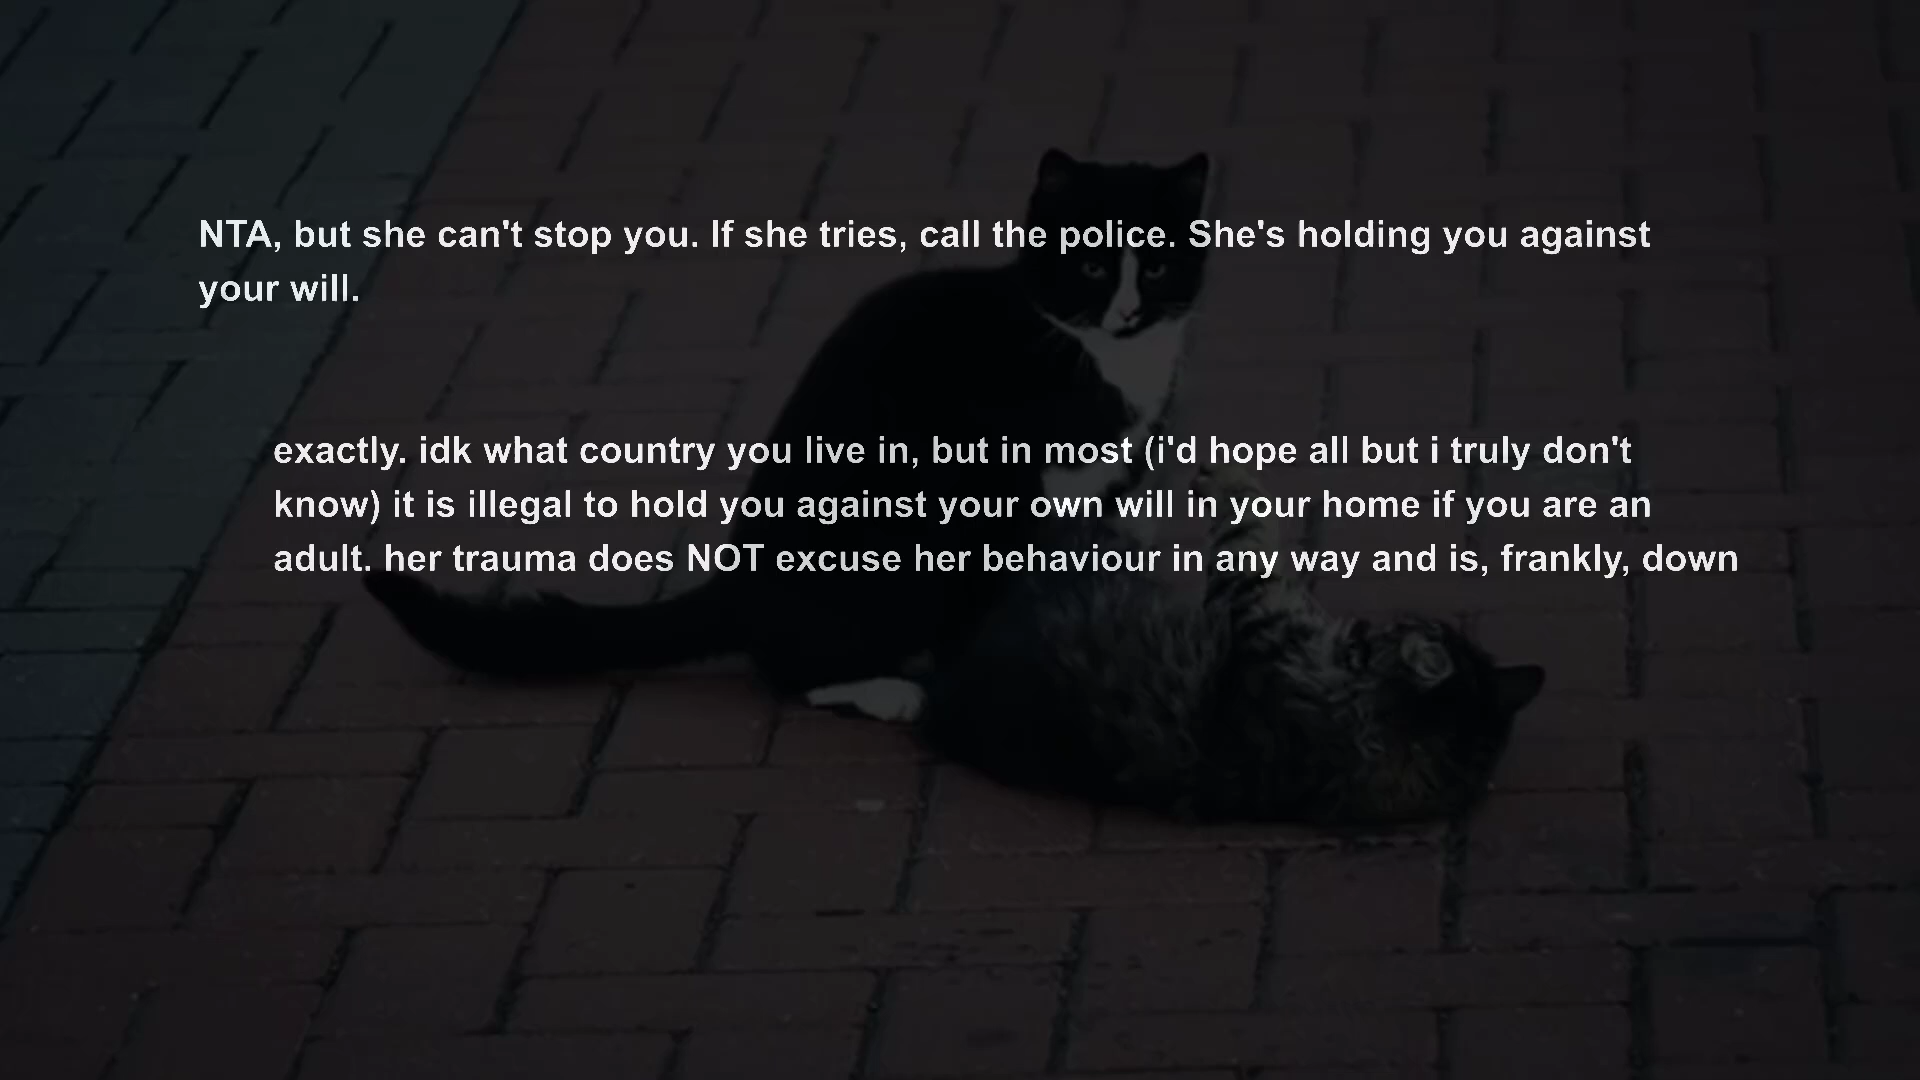 NTA, but she can't stop you. If she tries, call the police. She's holding you against
your will.
exactly. idk what country you live in, but in most (i'd hope all but i truly don't
know) it is illegal to hold you against your own will in your home if you are an
adult. her trauma does NOT excuse her behaviour in any way and is, frankly, down